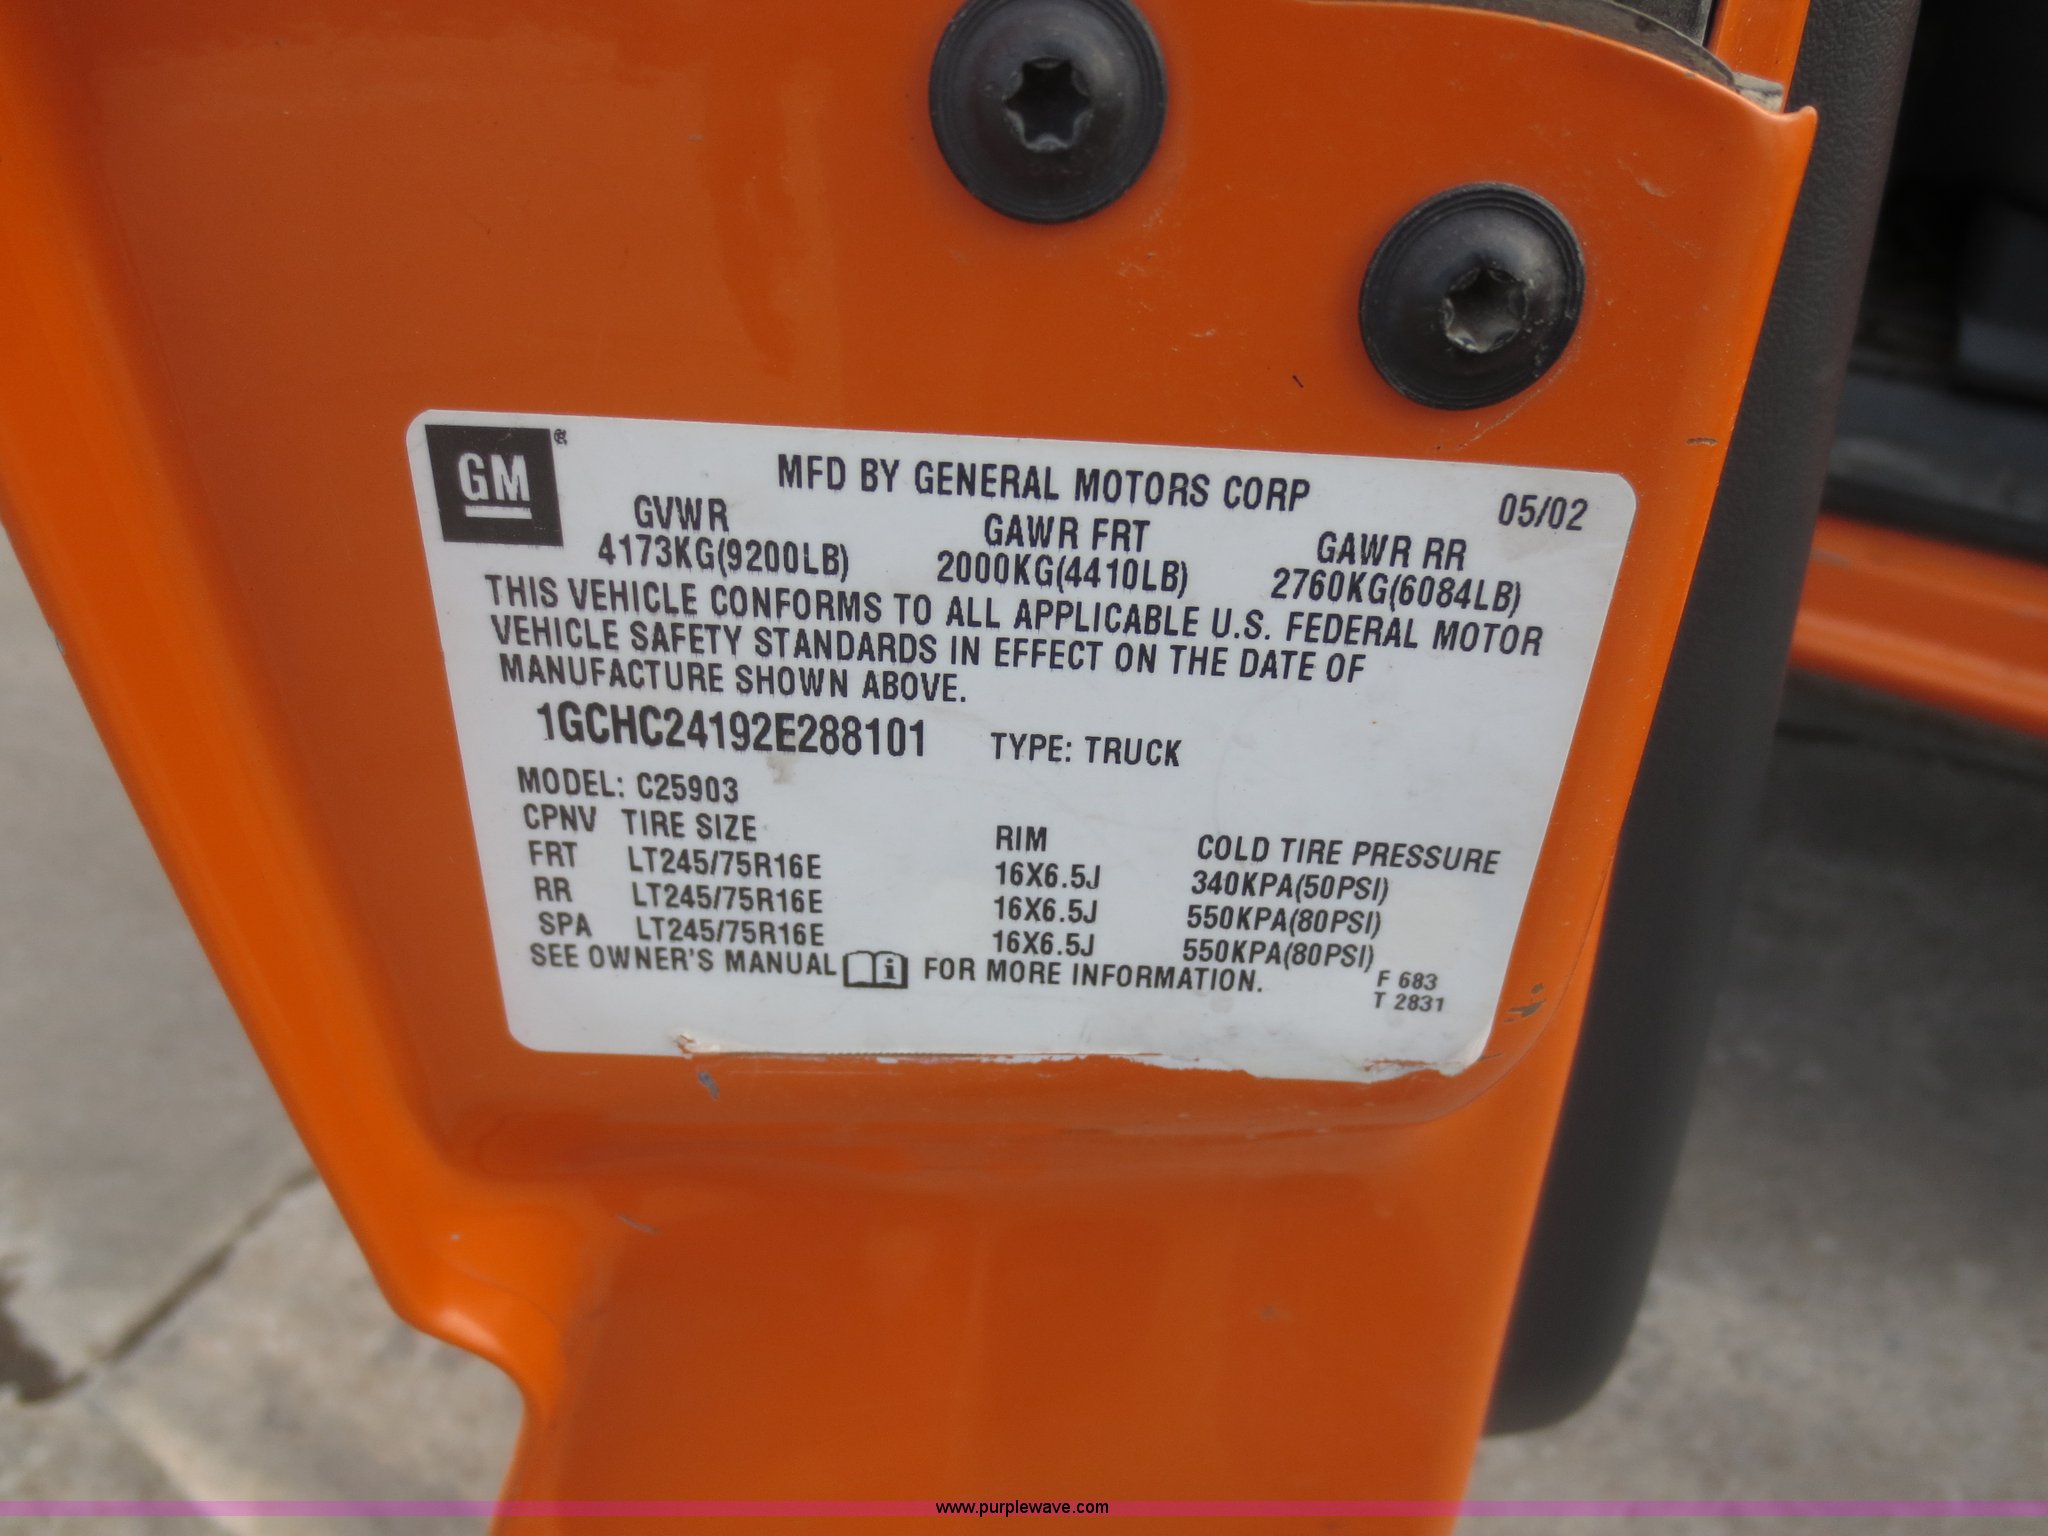 GM ®
MFD BY GENERAL MOTORS CORP
05/02
GVWR GAWR FRT GAWR RR
4173KG(9200LB) 2000KG(4410LB) 2760KG(6084LB)
THIS VEHICLE CONFORMS TO ALL APPLICABLE U.S. FEDERAL MOTOR
VEHICLE SAFETY STANDARDS IN EFFECT ON THE DATE OF
MANUFACTURE SHOWN ABOVE.
1GCHC24192E288101 TYPE: TRUCK
MODEL: C25903
CPNV TIRE SIZE RIM COLD TIRE PRESSURE
FRT LT245/75R16E 16X6.5J 340KPA(50PSI)
RR LT245/75R16E 16X6.5J 550KPA(80PSI)
SPA LT245/75R16E 16X6.5J 550KPA(80PSI)
SEE OWNER'S MANUAL i FOR MORE INFORMATION.
F 683
T 2831
www.purplewave.com